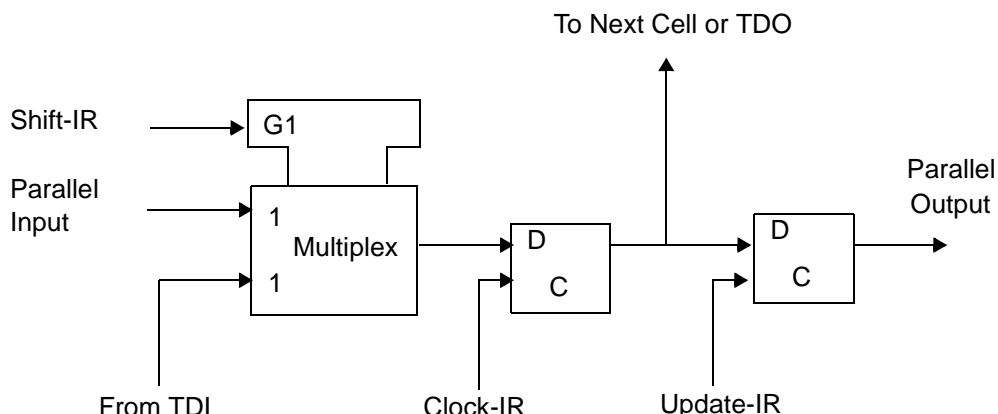 To Next Cell or TDO
Shift-IR
G1
Parallel
Input
1
Multiplex
1
D
C
D
C
Parallel
Output
From TDI
Clock-IR
Update-IR